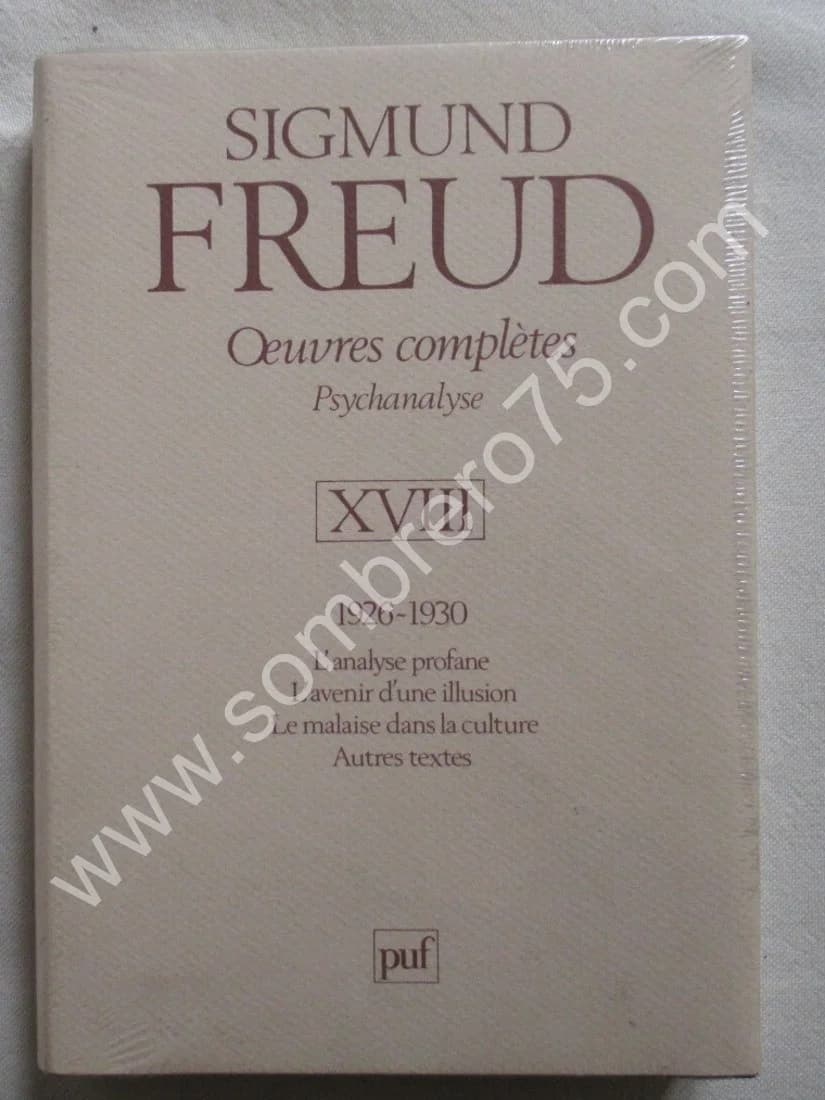 SIGMUND
FREUD
Œuvres complètes
Psychanalyse
XVIII
1926-1930
L'analyse profane
L'avenir d'une illusion
Le malaise dans la culture
Autres textes
puf
www.sombrero75.com